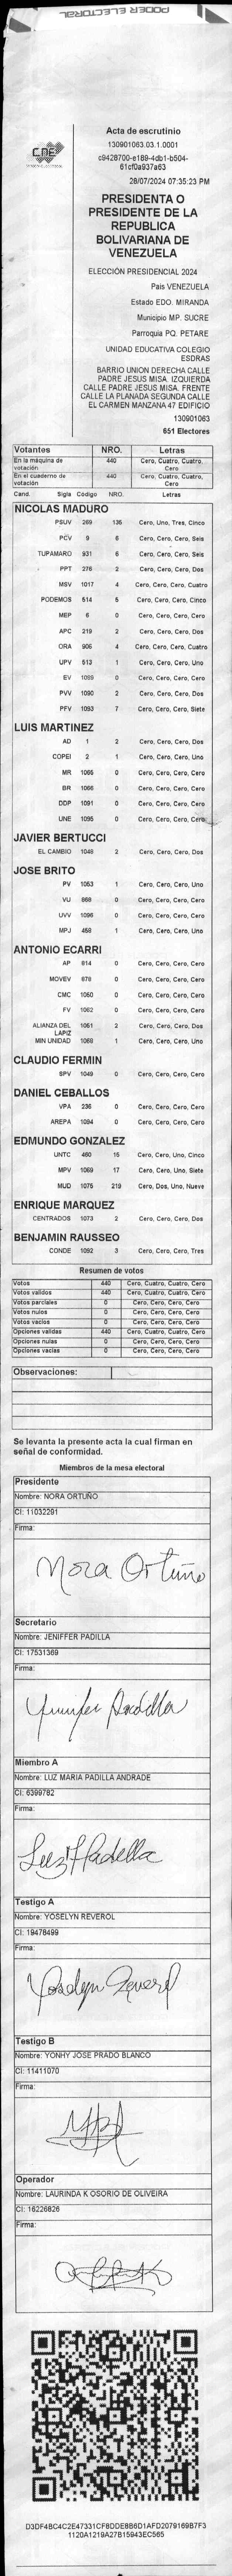 PODER ELECTORAL
CNE
Acta de escrutinio
130901063.03.1.0001
c9428700-e189-4db1-b504-
61cf0a937a63
28/07/2024 07:35:23 PM
PRESIDENTA O
PRESIDENTE DE LA
REPUBLICA
BOLIVARIANA DE
VENEZUELA
ELECCIÓN PRESIDENCIAL 2024
Pais VENEZUELA
Estado EDO. MIRANDA
Municipio MP. SUCRE
Parroquia PQ. PETARE
UNIDAD EDUCATIVA COLEGIO
ESDRAS
BARRIO UNION DERECHA CALLE
PADRE JESUS MISA. IZQUIERDA
CALLE PADRE JESUS MISA. FRENTE
CALLE LA PLANADA SEGUNDA CALLE
EL CARMEN MANZANA 47 EDIFICIO
130901063
651 Electores
Votantes NRO. Letras
En la máquina de votación 440 Cero, Cuatro, Cuatro, Cero
En el cuaderno de votación 440 Cero, Cuatro, Cuatro, Cero
Cand. Sigla Código NRO. Letras
NICOLAS MADURO
PSUV 269 135 Cero, Uno, Tres, Cinco
PCV 9 6 Cero, Cero, Cero, Seis
TUPAMARO 931 6 Cero, Cero, Cero, Seis
PPT 276 2 Cero, Cero, Cero, Dos
MSV 1017 4 Cero, Cero, Cero, Cuatro
PODEMOS 514 5 Cero, Cero, Cero, Cinco
MEP 6 0 Cero, Cero, Cero, Cero
APC 219 2 Cero, Cero, Cero, Dos
ORA 906 4 Cero, Cero, Cero, Cuatro
UPV 513 1 Cero, Cero, Cero, Uno
EV 1099 0 Cero, Cero, Cero, Cero
PVV 1090 2 Cero, Cero, Cero, Dos
PFV 1093 7 Cero, Cero, Cero, Siete
LUIS MARTINEZ
AD 1 2 Cero, Cero, Cero, Dos
COPEI 2 1 Cero, Cero, Cero, Uno
MR 1065 0 Cero, Cero, Cero, Cero
BR 1066 0 Cero, Cero, Cero, Cero
DDP 1091 0 Cero, Cero, Cero, Cero
UNE 1095 0 Cero, Cero, Cero, Cero
JAVIER BERTUCCI
EL CAMBIO 1048 2 Cero, Cero, Cero, Dos
JOSE BRITO
PV 1053 1 Cero, Cero, Cero, Uno
VU 868 0 Cero, Cero, Cero, Cero
UVV 1096 0 Cero, Cero, Cero, Cero
MPJ 458 1 Cero, Cero, Cero, Uno
ANTONIO ECARRI
AP 814 0 Cero, Cero, Cero, Cero
MOVEV 878 0 Cero, Cero, Cero, Cero
CMC 1050 0 Cero, Cero, Cero, Cero
FV 1062 0 Cero, Cero, Cero, Cero
ALIANZA DEL LAPIZ 1051 2 Cero, Cero, Cero, Dos
MIN UNIDAD 1068 1 Cero, Cero, Cero, Uno
CLAUDIO FERMIN
SPV 1049 0 Cero, Cero, Cero, Cero
DANIEL CEBALLOS
VPA 236 0 Cero, Cero, Cero, Cero
AREPA 1094 0 Cero, Cero, Cero, Cero
EDMUNDO GONZALEZ
UNTC 460 15 Cero, Cero, Uno, Cinco
MPV 1069 17 Cero, Cero, Uno, Siete
MUD 1075 219 Cero, Dos, Uno, Nueve
ENRIQUE MARQUEZ
CENTRADOS 1073 2 Cero, Cero, Cero, Dos
BENJAMIN RAUSSEO
CONDE 1092 3 Cero, Cero, Cero, Tres
Resumen de votos
Votos 440 Cero, Cuatro, Cuatro, Cero
Votos validos 440 Cero, Cuatro, Cuatro, Cero
Votos parciales 0 Cero, Cero, Cero, Cero
Votos nulos 0 Cero, Cero, Cero, Cero
Votos vacios 0 Cero, Cero, Cero, Cero
Opciones validas 440 Cero, Cuatro, Cuatro, Cero
Opciones nulas 0 Cero, Cero, Cero, Cero
Opciones vacias 0 Cero, Cero, Cero, Cero
Observaciones:
Se levanta la presente acta la cual firman en
señal de conformidad.
Miembros de la mesa electoral
Presidente
Nombre: NORA ORTUÑO
CI: 11032291
Firma:
Nora Ortuño
Secretario
Nombre: JENIFFER PADILLA
CI: 17531369
Firma:
Jennifer Padilla
Miembro A
Nombre: LUZ MARIA PADILLA ANDRADE
CI: 6399782
Firma:
Luz M Padilla
Testigo A
Nombre: YOSELYN REVEROL
CI: 19478499
Firma:
Yoselyn Reverol
Testigo B
Nombre: YONHY JOSE PRADO BLANCO
CI: 11411070
Firma:
Operador
Nombre: LAURINDA K OSORIO DE OLIVEIRA
CI: 16226826
Firma:
D3DF4BC4C2E47331CF8DDE8B6D1AFD2079169B7F3
1120A1219A27B15943EC565